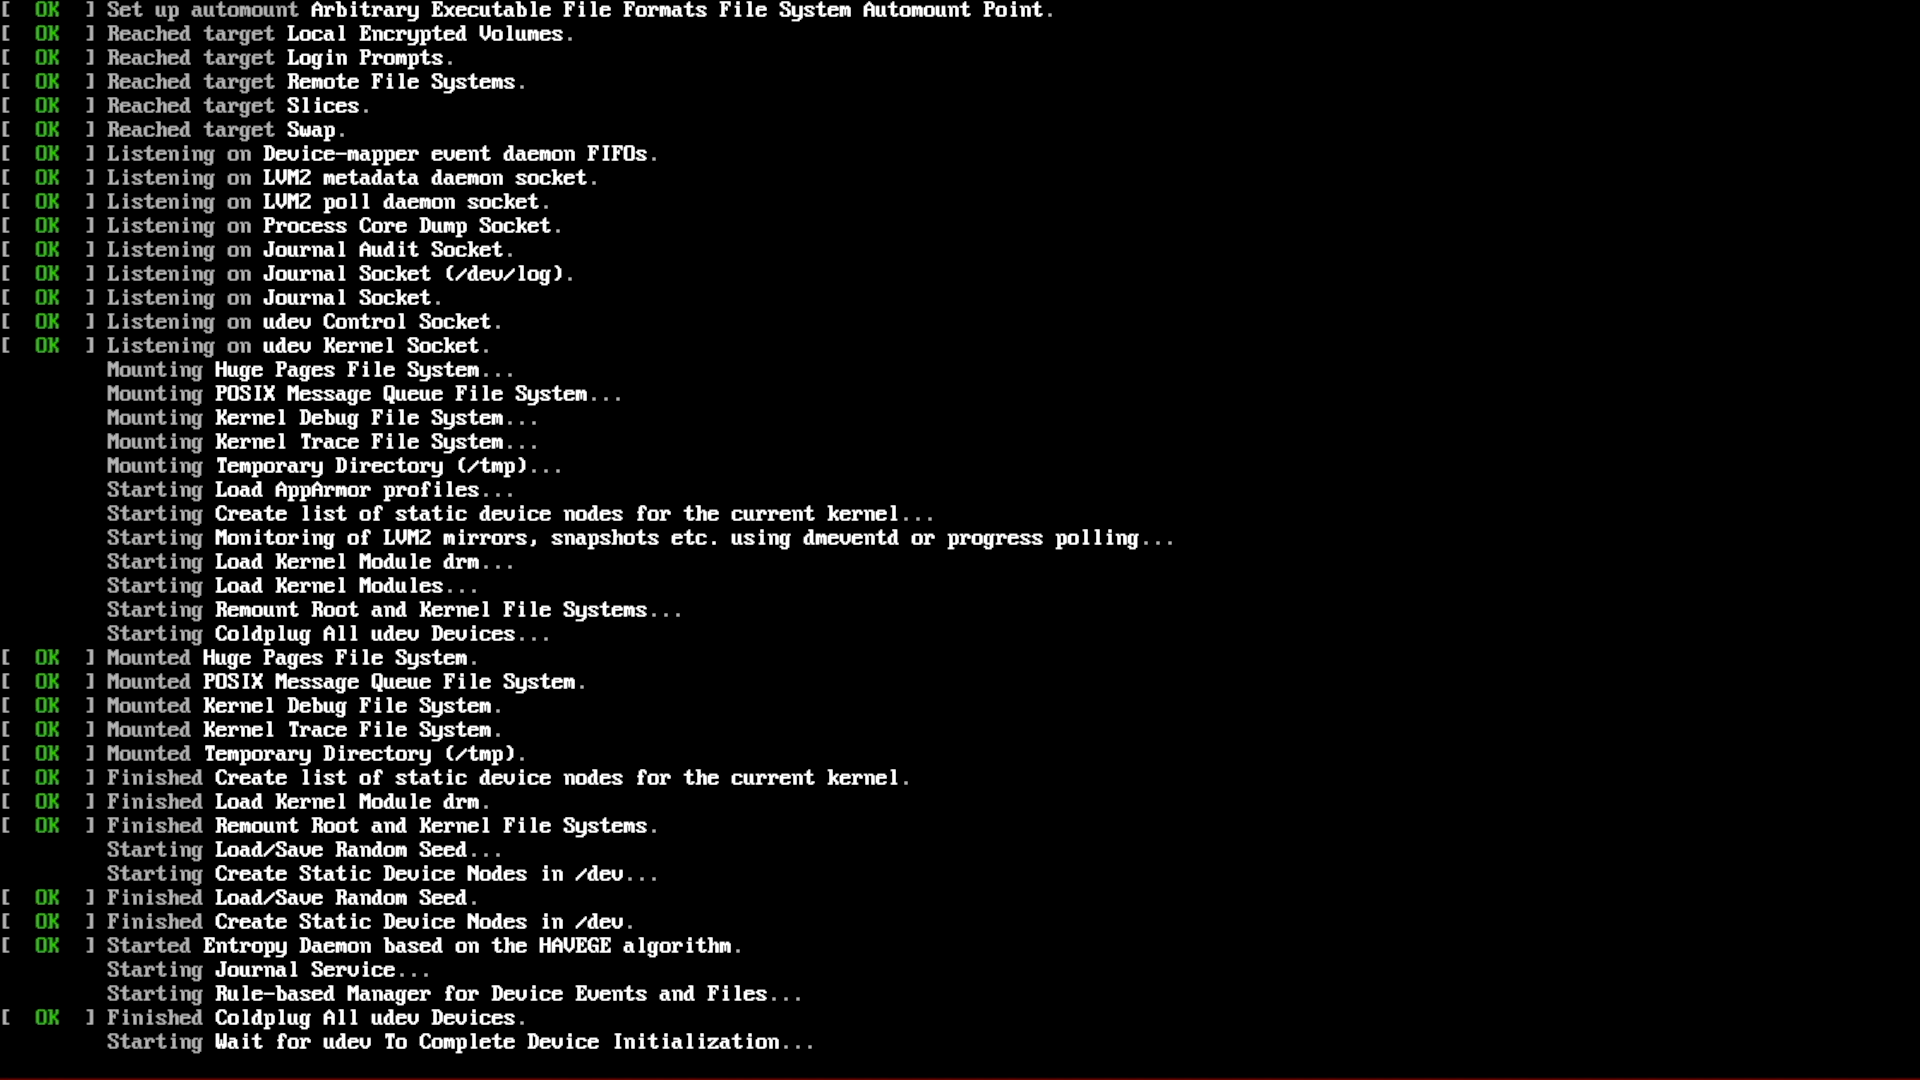 [  OK  ] Set up automount Arbitrary Executable File Formats File System Automount Point.
[  OK  ] Reached target Local Encrypted Volumes.
[  OK  ] Reached target Login Prompts.
[  OK  ] Reached target Remote File Systems.
[  OK  ] Reached target Slices.
[  OK  ] Reached target Swap.
[  OK  ] Listening on Device-mapper event daemon FIFOs.
[  OK  ] Listening on LVM2 metadata daemon socket.
[  OK  ] Listening on LVM2 poll daemon socket.
[  OK  ] Listening on Process Core Dump Socket.
[  OK  ] Listening on Journal Audit Socket.
[  OK  ] Listening on Journal Socket (/dev/log).
[  OK  ] Listening on Journal Socket.
[  OK  ] Listening on udev Control Socket.
[  OK  ] Listening on udev Kernel Socket.
Mounting Huge Pages File System...
Mounting POSIX Message Queue File System...
Mounting Kernel Debug File System...
Mounting Kernel Trace File System...
Mounting Temporary Directory (/tmp)...
Starting Load AppArmor profiles...
Starting Create list of static device nodes for the current kernel...
Starting Monitoring of LVM2 mirrors, snapshots etc. using dmeventd or progress polling...
Starting Load Kernel Module drm...
Starting Load Kernel Modules...
Starting Remount Root and Kernel File Systems...
Starting Coldplug All udev Devices...
[  OK  ] Mounted Huge Pages File System.
[  OK  ] Mounted POSIX Message Queue File System.
[  OK  ] Mounted Kernel Debug File System.
[  OK  ] Mounted Kernel Trace File System.
[  OK  ] Mounted Temporary Directory (/tmp).
[  OK  ] Finished Create list of static device nodes for the current kernel.
[  OK  ] Finished Load Kernel Module drm.
[  OK  ] Finished Remount Root and Kernel File Systems.
Starting Load/Save Random Seed...
Starting Create Static Device Nodes in /dev...
[  OK  ] Finished Load/Save Random Seed.
[  OK  ] Finished Create Static Device Nodes in /dev.
[  OK  ] Started Entropy Daemon based on the HAVEGE algorithm.
Starting Journal Service...
Starting Rule-based Manager for Device Events and Files...
[  OK  ] Finished Coldplug All udev Devices.
Starting Wait for udev To Complete Device Initialization...